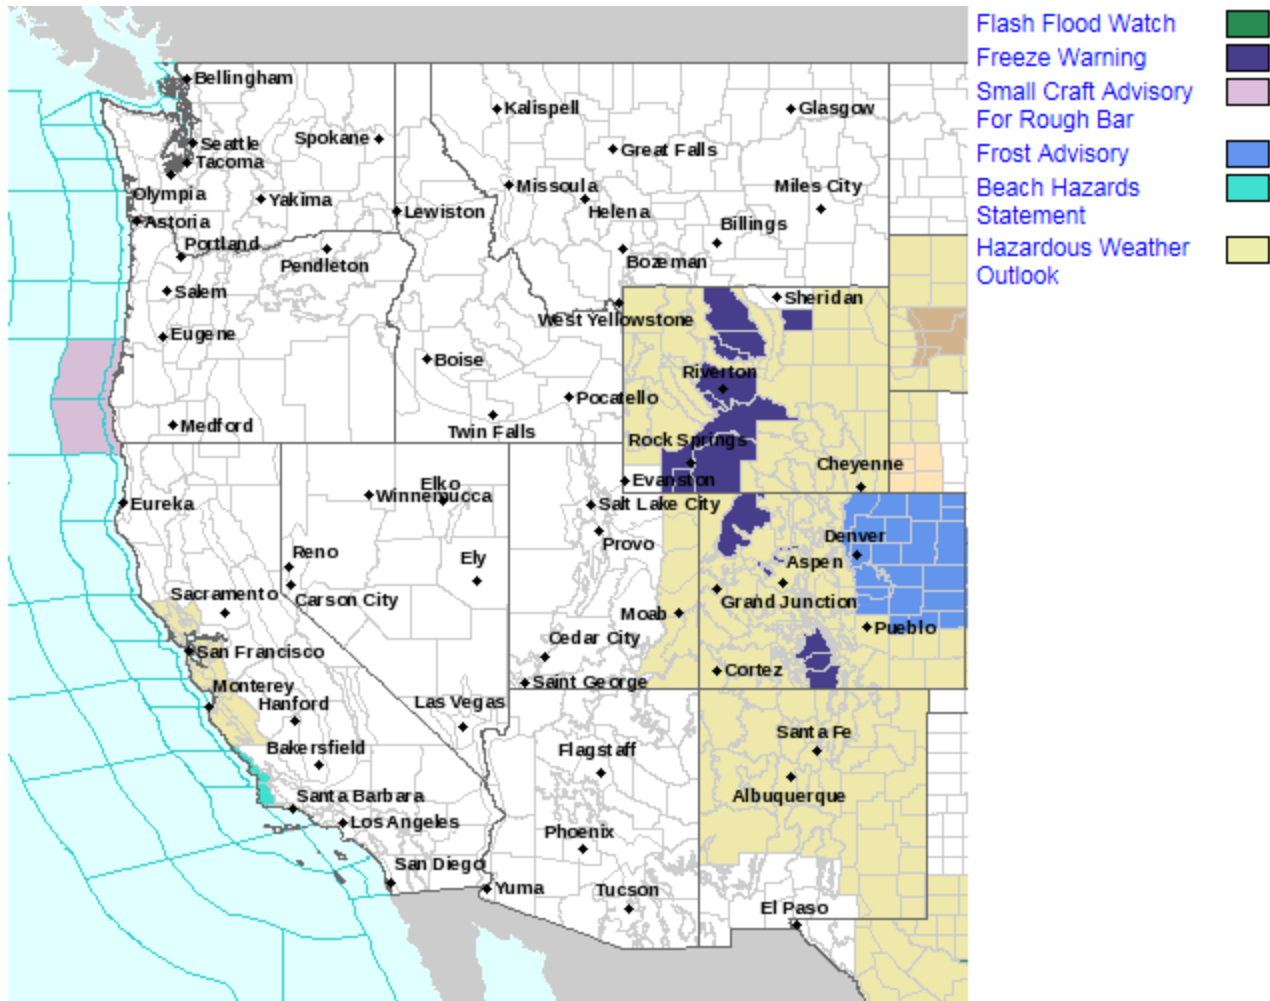 Flash Flood Watch
Freeze Warning
Small Craft Advisory
For Rough Bar
Frost Advisory
Beach Hazards
Statement
Hazardous Weather
Outlook
Bellingham
Kalispell
Glasgow
Seattle
Spokane
Great Falls
Tacoma
Olympia
Missoula
Miles City
Yakima
Lewiston
Helena
Astoria
Billings
Portland
Pendleton
Bozeman
Salem
Sheridan
West Yellowstone
Eugene
Boise
Riverton
Pocatello
Medford
Twin Falls
Rock Springs
Cheyenne
Evanston
Elko
Winnemucca
Eureka
Salt Lake City
Denver
Provo
Reno
Ely
Aspen
Sacramento
Carson City
Grand Junction
Moab
Pueblo
Cedar City
San Francisco
Cortez
Saint George
Monterey
Hanford
Las Vegas
Santa Fe
Bakersfield
Flagstaff
Albuquerque
Santa Barbara
Los Angeles
Phoenix
San Diego
Yuma
Tucson
El Paso